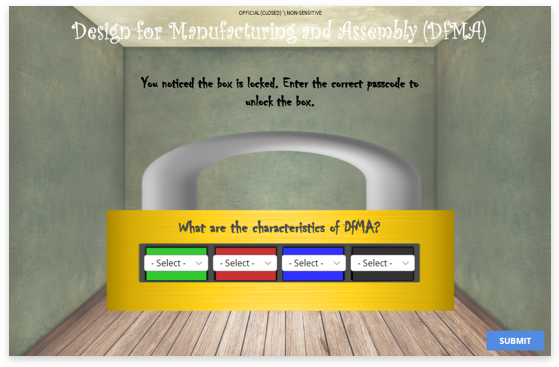 OFFICIAL (CLOSED) \ NON-SENSITIVE
Design for Manufacturing and Assembly (DfMA)
You noticed the box is locked. Enter the correct passcode to
unlock the box.
What are the characteristics of DfMA?
- Select - - Select - - Select - - Select -
SUBMIT